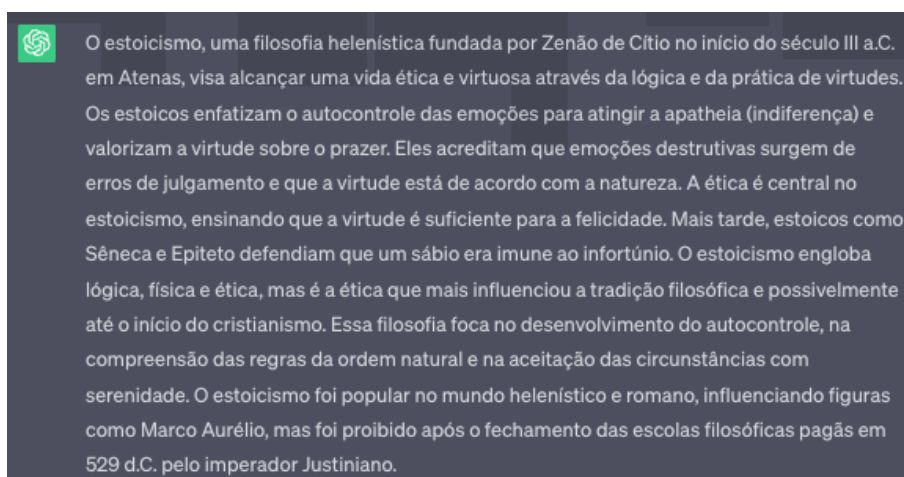 O estoicismo, uma filosofia helenística fundada por Zenão de Cítio no início do século III a.C.
em Atenas, visa alcançar uma vida ética e virtuosa através da lógica e da prática de virtudes.
Os estoicos enfatizam o autocontrole das emoções para atingir a apatheia (indiferença) e
valorizam a virtude sobre o prazer. Eles acreditam que emoções destrutivas surgem de
erros de julgamento e que a virtude está de acordo com a natureza. A ética é central no
estoicismo, ensinando que a virtude é suficiente para a felicidade. Mais tarde, estoicos como
Sêneca e Epiteto defendiam que um sábio era imune ao infortúnio. O estoicismo engloba
lógica, física e ética, mas é a ética que mais influenciou a tradição filosófica e possivelmente
até o início do cristianismo. Essa filosofia foca no desenvolvimento do autocontrole, na
compreensão das regras da ordem natural e na aceitação das circunstâncias com
serenidade. O estoicismo foi popular no mundo helenístico e romano, influenciando figuras
como Marco Aurélio, mas foi proibido após o fechamento das escolas filosóficas pagãs em
529 d.C. pelo imperador Justiniano.